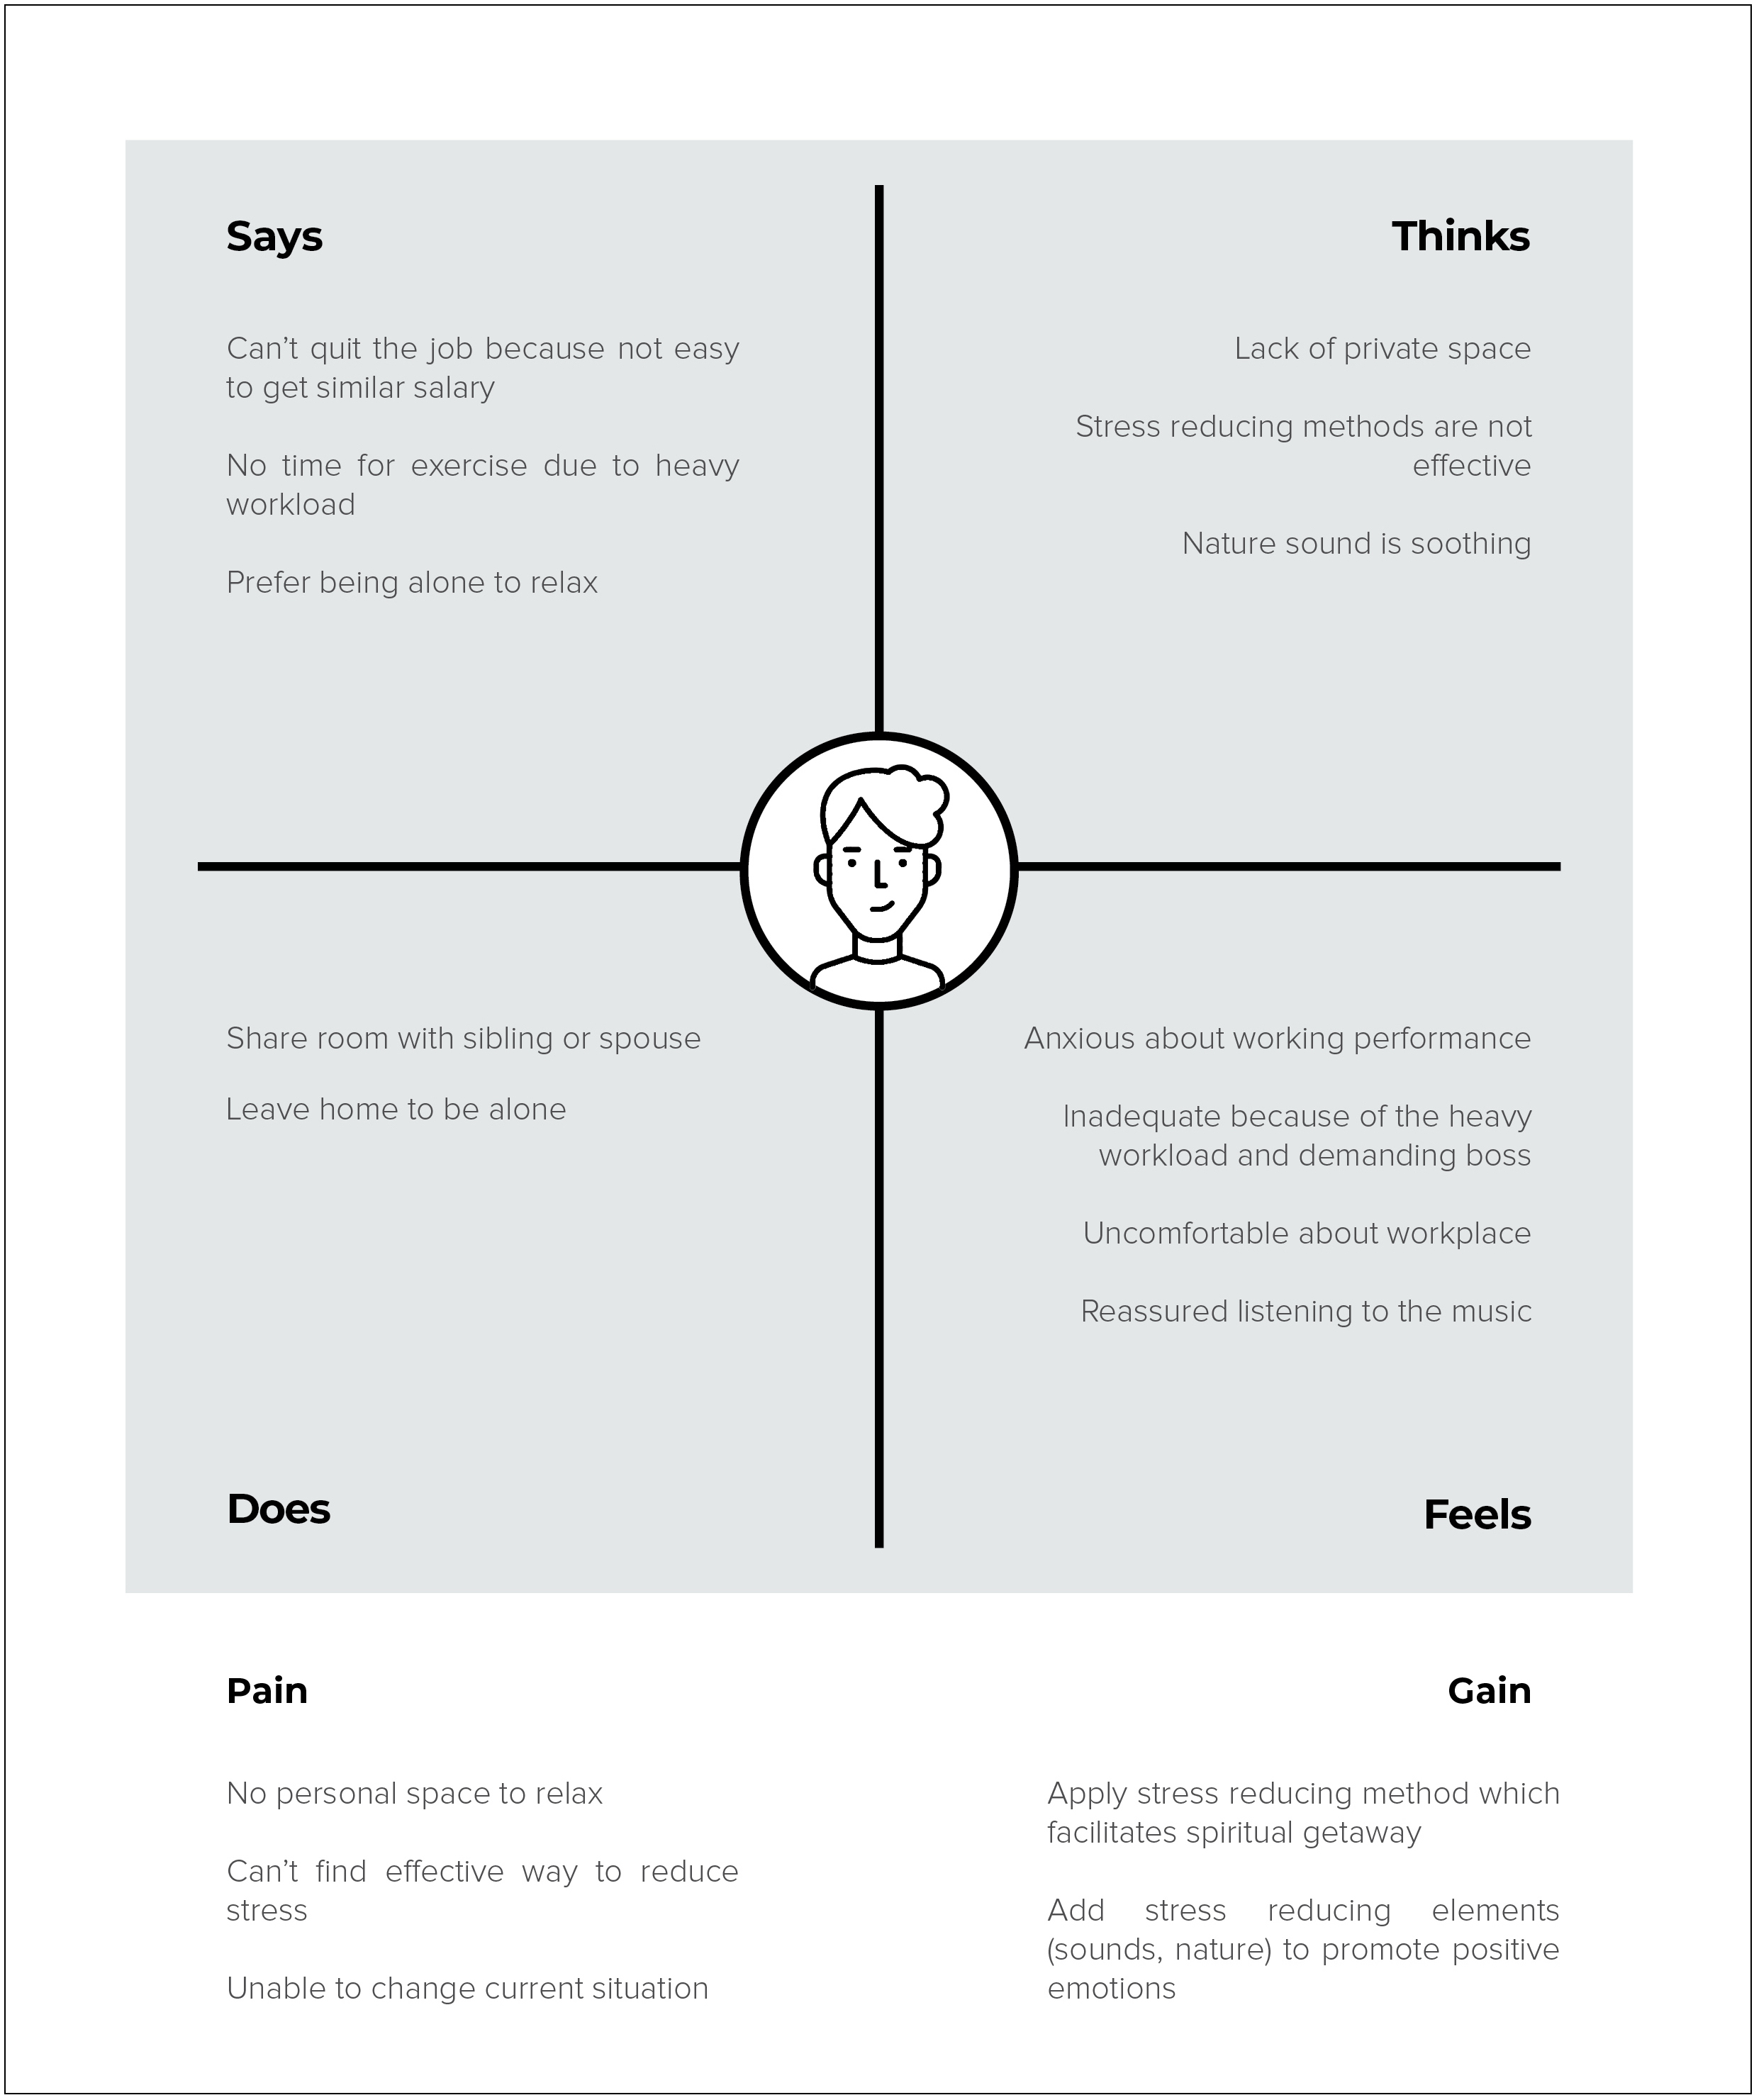 Says
Can’t quit the job because not easy
to get similar salary
No time for exercise due to heavy
workload
Prefer being alone to relax
Thinks
Lack of private space
Stress reducing methods are not
effective
Nature sound is soothing
Share room with sibling or spouse
Leave home to be alone
Does
Anxious about working performance
Inadequate because of the heavy
workload and demanding boss
Uncomfortable about workplace
Reassured listening to the music
Feels
Pain
No personal space to relax
Can’t find effective way to reduce
stress
Unable to change current situation
Gain
Apply stress reducing method which
facilitates spiritual getaway
Add stress reducing elements
(sounds, nature) to promote positive
emotions